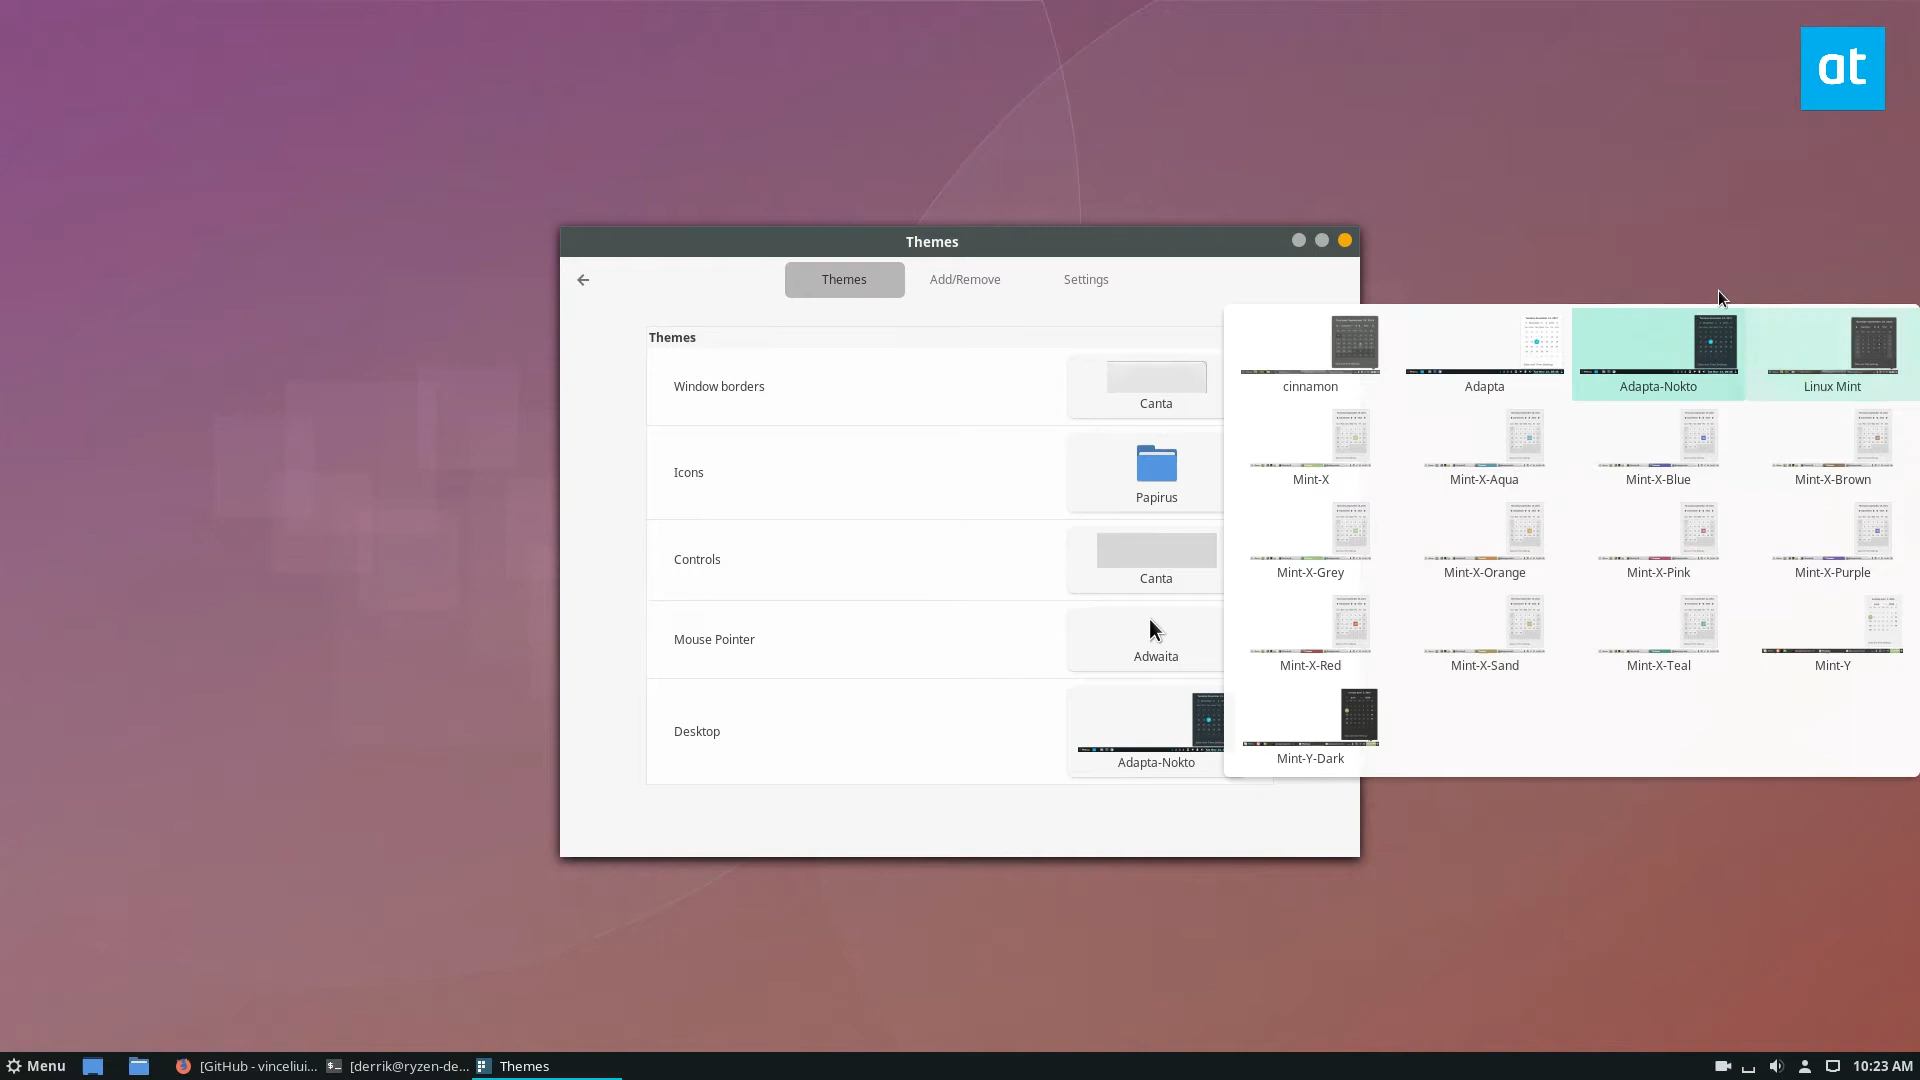 at
Themes
Themes
Add/Remove
Settings
Themes
Window borders
Canta
Icons
Papirus
Controls
Canta
Mouse Pointer
Adwaita
Desktop
Adapta-Nokto
cinnamon
Adapta
Adapta-Nokto
Linux Mint
Mint-X
Mint-X-Aqua
Mint-X-Blue
Mint-X-Brown
Mint-X-Grey
Mint-X-Orange
Mint-X-Pink
Mint-X-Purple
Mint-X-Red
Mint-X-Sand
Mint-X-Teal
Mint-Y
Mint-Y-Dark
Menu
[GitHub - vinceliui...
[derrik@ryzen-de...
Themes
10:23 AM